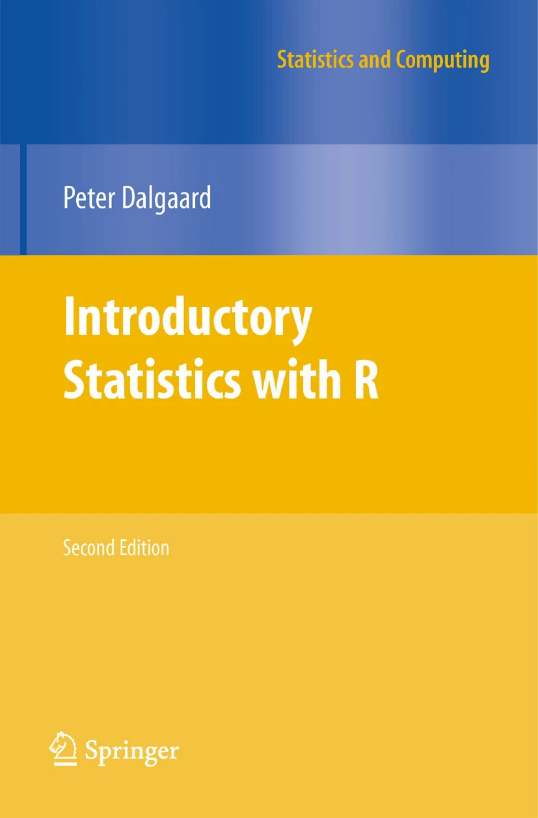 Statistics and Computing
Peter Dalgaard
Introductory
Statistics with R
Second Edition
Springer